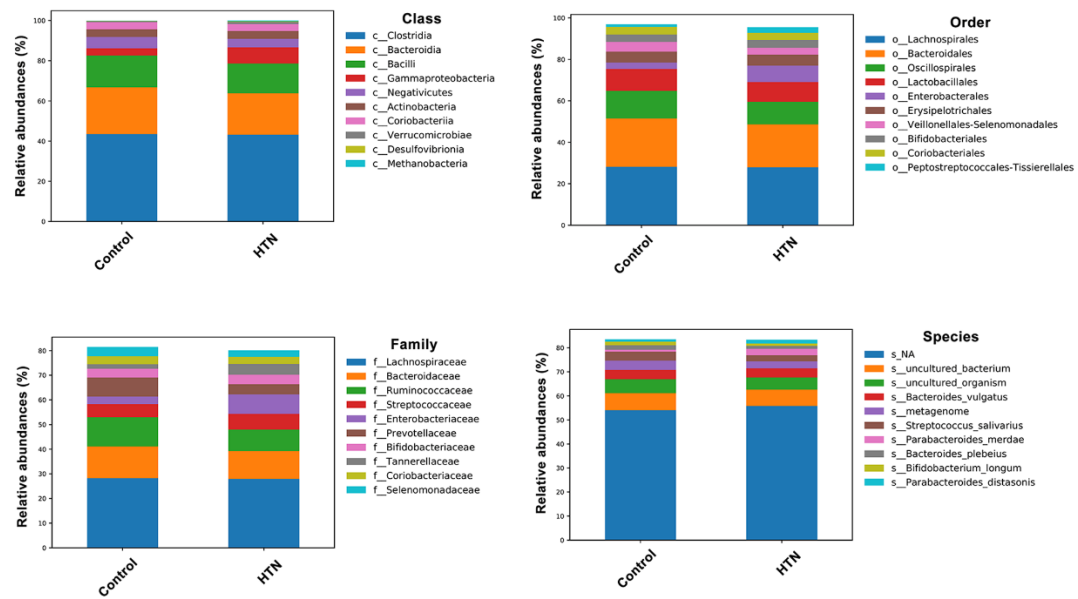 Class
Relative abundances (%)
100
80
60
40
20
0
Control
HTN
c__Clostridia
c__Bacteroidia
c__Bacilli
c__Gammaproteobacteria
c__Negativicutes
c__Actinobacteria
c__Coriobacteriia
c__Verrucomicrobiae
c__Desulfovibrionia
c__Methanobacteria
Order
Relative abundances (%)
100
80
60
40
20
0
Control
HTN
o__Lachnospirales
o__Bacteroidales
o__Oscillospirales
o__Lactobacillales
o__Enterobacterales
o__Erysipelotrichales
o__Veillonellales-Selenomonadales
o__Bifidobacteriales
o__Coriobacteriales
o__Peptostreptococcales-Tissierellales
Family
Relative abundances (%)
80
70
60
50
40
30
20
10
0
Control
HTN
f__Lachnospiraceae
f__Bacteroidaceae
f__Ruminococcaceae
f__Streptococcaceae
f__Enterobacteriaceae
f__Prevotellaceae
f__Bifidobacteriaceae
f__Tannerellaceae
f__Coriobacteriaceae
f__Selenomonadaceae
Species
Relative abundances (%)
80
70
60
50
40
30
20
10
0
Control
HTN
s_NA
s__uncultured_bacterium
s__uncultured_organism
s__Bacteroides_vulgatus
s__metagenome
s__Streptococcus_salivarius
s__Parabacteroides_merdae
s__Bacteroides_plebeius
s__Bifidobacterium_longum
s__Parabacteroides_distasonis